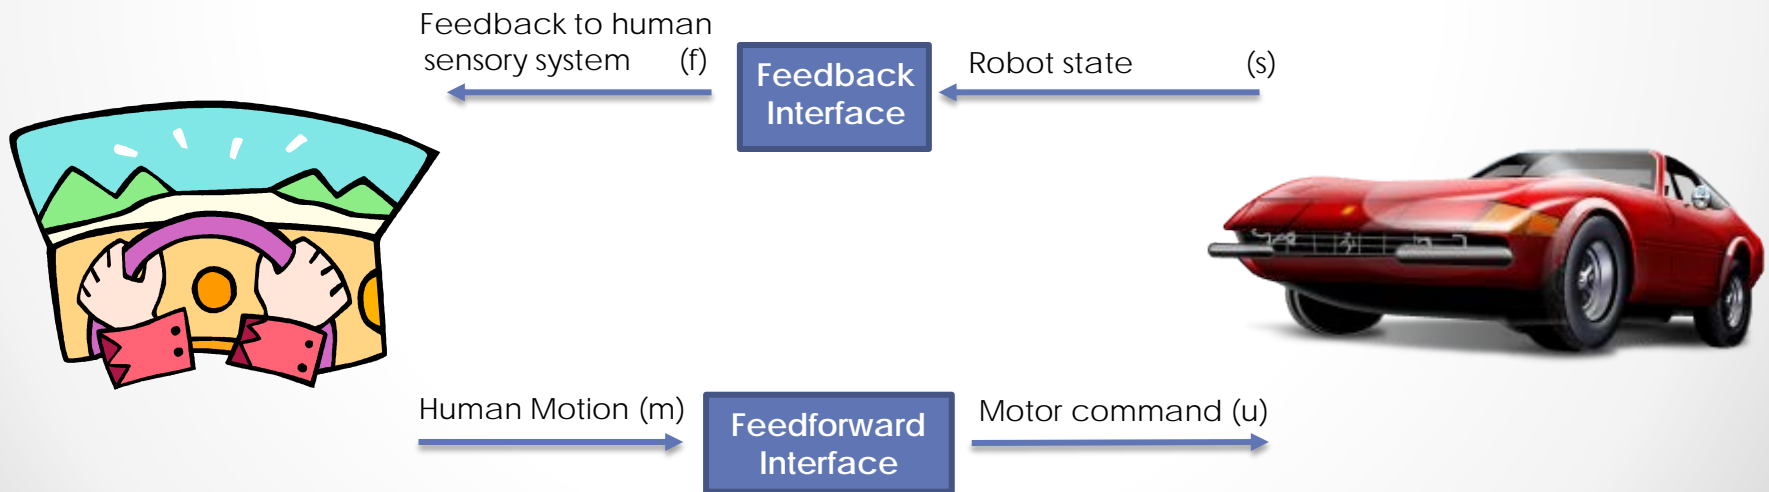 Feedback to human
sensory system (f)
Feedback
Interface
Robot state (s)
Human Motion (m)
Feedforward
Interface
Motor command (u)